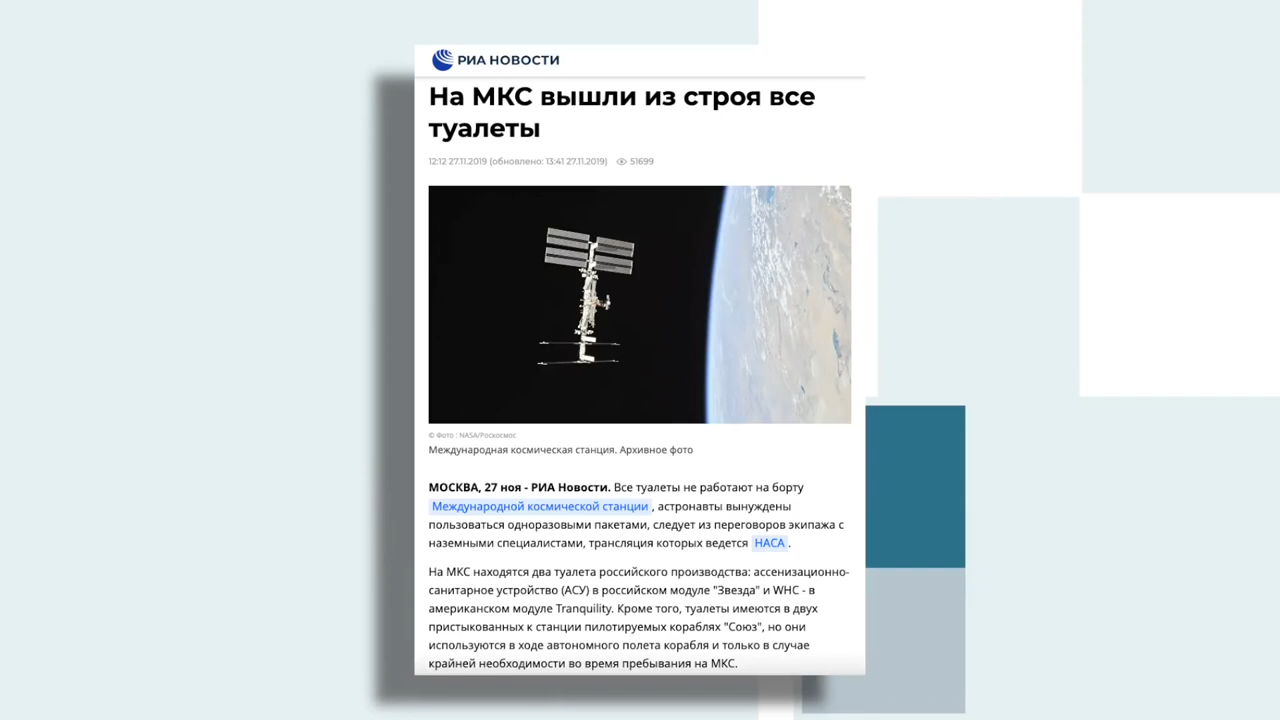 РИА НОВОСТИ
На МКС вышли из строя все
туалеты
12:12 27.11.2019 (обновлено: 13:41 27.11.2019) 51699
© Фото : NASA/Роскосмос
Международная космическая станция. Архивное фото
МОСКВА, 27 ноя - РИА Новости. Все туалеты не работают на борту
Международной космической станции , астронавты вынуждены
пользоваться одноразовыми пакетами, следует из переговоров экипажа с
наземными специалистами, трансляция которых ведется НАСА .
На МКС находятся два туалета российского производства: ассенизационно-
санитарное устройство (АСУ) в российском модуле "Звезда" и WHC - в
американском модуле Tranquility. Кроме того, туалеты имеются в двух
пристыкованных к станции пилотируемых кораблях "Союз", но они
используются в ходе автономного полета корабля и только в случае
крайней необходимости во время пребывания на МКС.